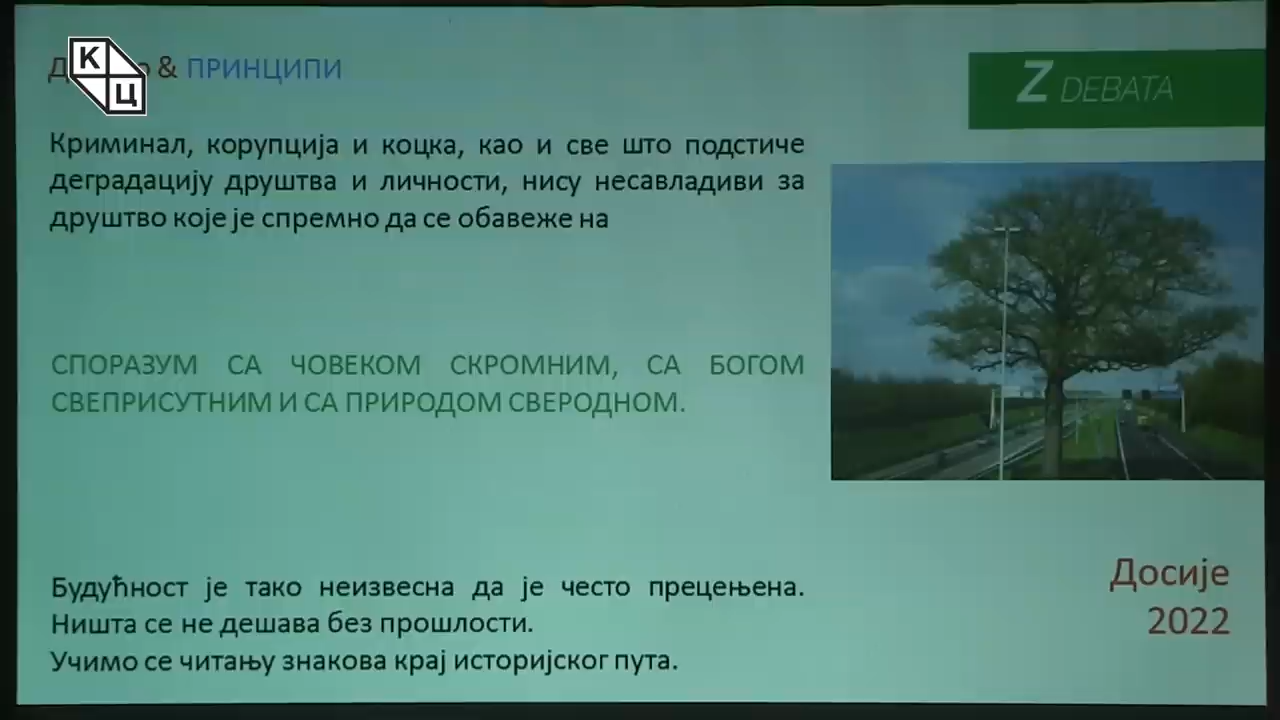 К
Ц
& ПРИНЦИПИ
Z DEBATA
Криминал, корупција и коцка, као и све што подстиче
деградацију друштва и личности, нису несавладиви за
друштво које је спремно да се обавеже на
СПОРАЗУМ СА ЧОВЕКОМ СКРОМНИМ, СА БОГОМ
СВЕПРИСУТНИМ И СА ПРИРОДОМ СВЕРОДНОМ.
Будућност је тако неизвесна да је често прецењена.
Ништа се не дешава без прошлости.
Учимо се читању знакова крај историјског пута.
Досије
2022